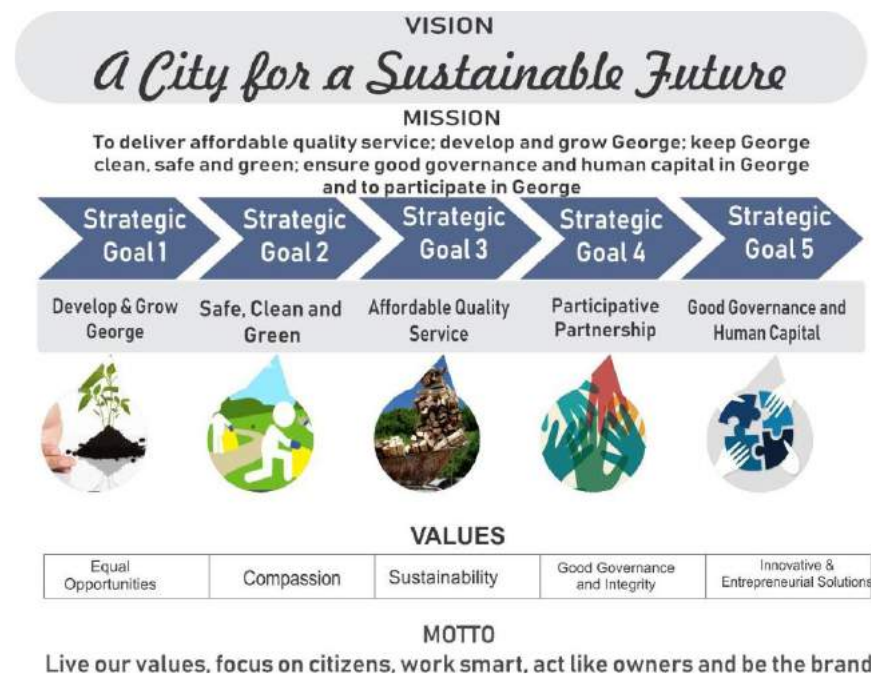 VISION
A City for a Sustainable Future
MISSION
To deliver affordable quality service; develop and grow George; keep George
clean, safe and green; ensure good governance and human capital in George
and to participate in George
Strategic Goal 1
Strategic Goal 2
Strategic Goal 3
Strategic Goal 4
Strategic Goal 5
Develop & Grow
George
Safe, Clean and
Green
Affordable Quality
Service
Participative
Partnership
Good Governance and
Human Capital
VALUES
Equal
Opportunities
Compassion
Sustainability
Good Governance
and Integrity
Innovative &
Entrepreneurial Solutions
MOTTO
Live our values, focus on citizens, work smart, act like owners and be the brand